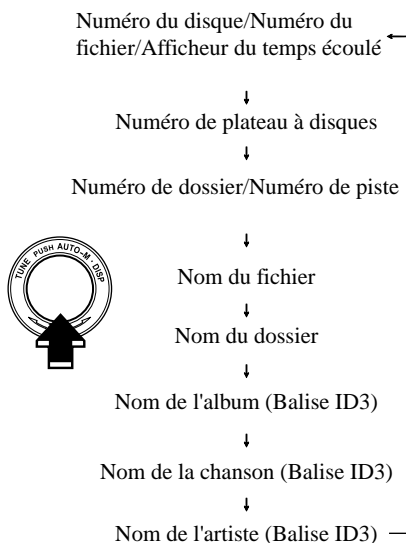 Numéro du disque/Numéro du
fichier/Afficheur du temps écoulé
Numéro de plateau à disques
Numéro de dossier/Numéro de piste
TUNE PUSH AUTO-M · DISP
Nom du fichier
Nom du dossier
Nom de l'album (Balise ID3)
Nom de la chanson (Balise ID3)
Nom de l'artiste (Balise ID3)